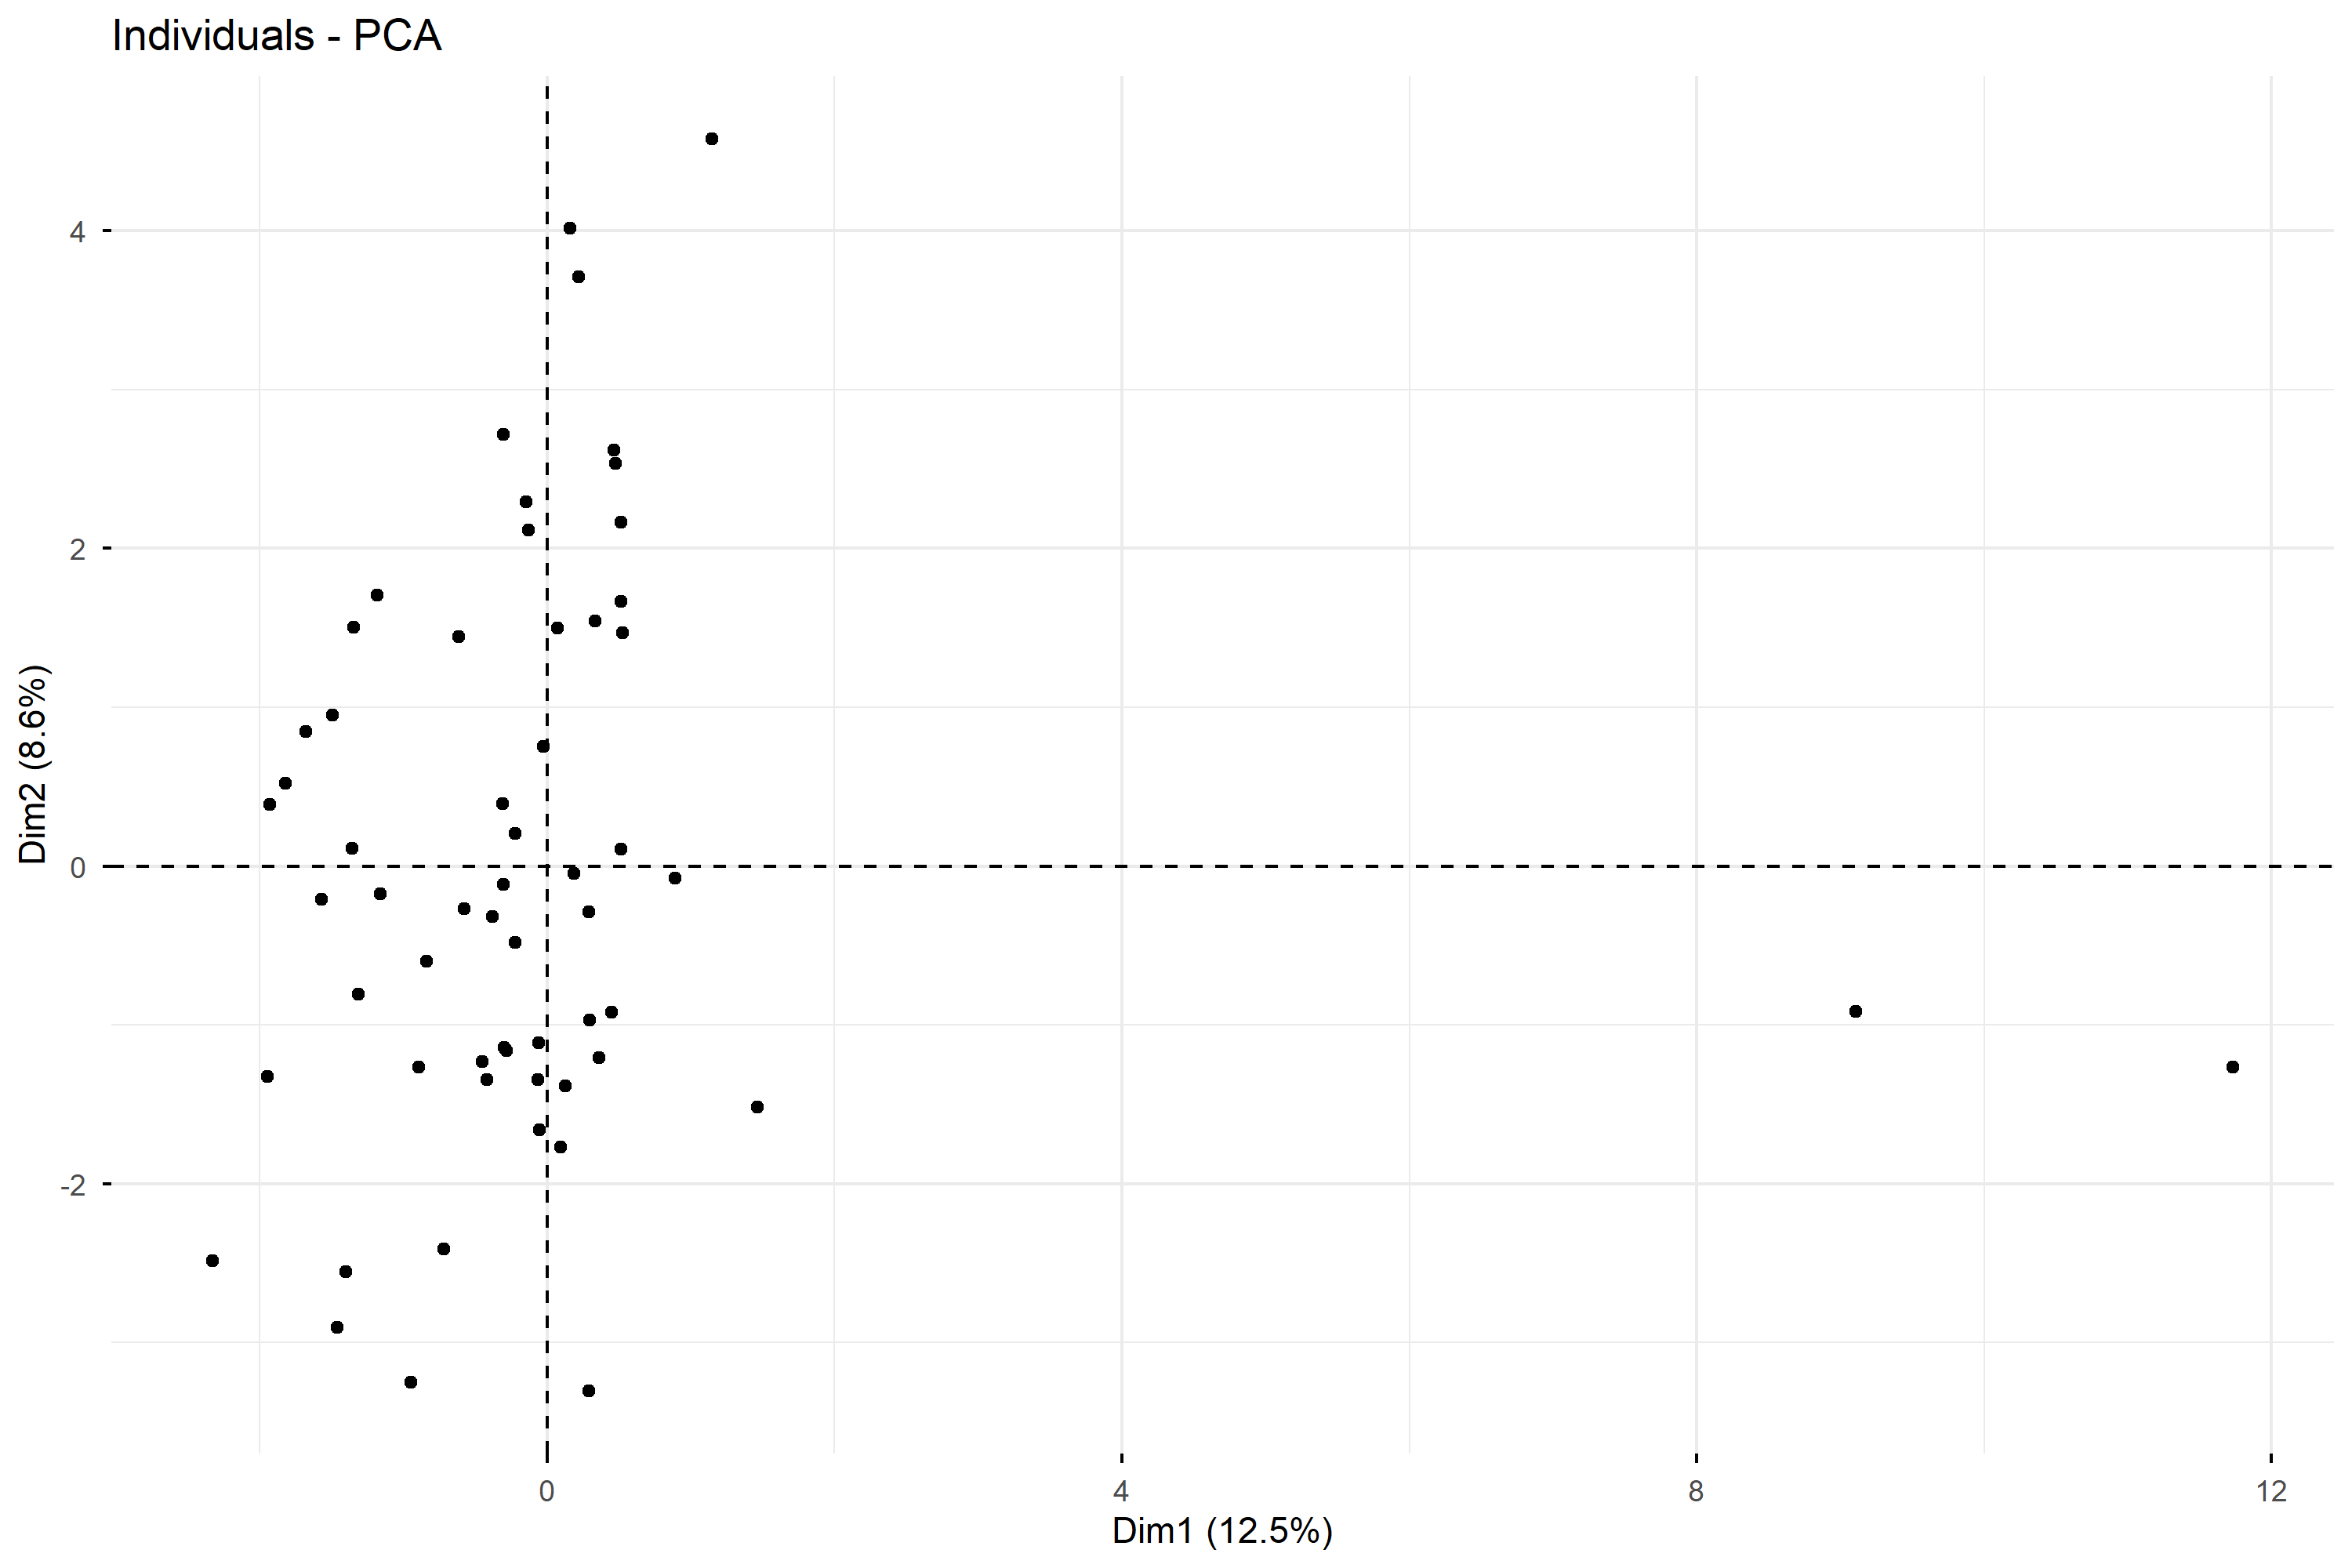 Individuals - PCA
4
2
0
-2
Dim2 (8.6%)
0 4 8 12
Dim1 (12.5%)